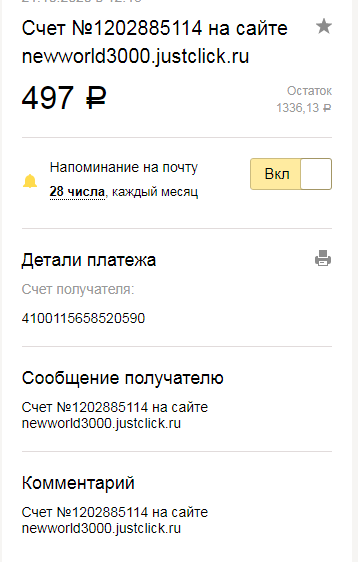 Счет №1202885114 на сайте
newworld3000.justclick.ru
497 ₽
Остаток
1336,13 ₽
Напоминание на почту
28 числа, каждый месяц
Вкл
Детали платежа
Счет получателя:
4100115658520590
Сообщение получателю
Счет №1202885114 на сайте
newworld3000.justclick.ru
Комментарий
Счет №1202885114 на сайте
newworld3000.justclick.ru